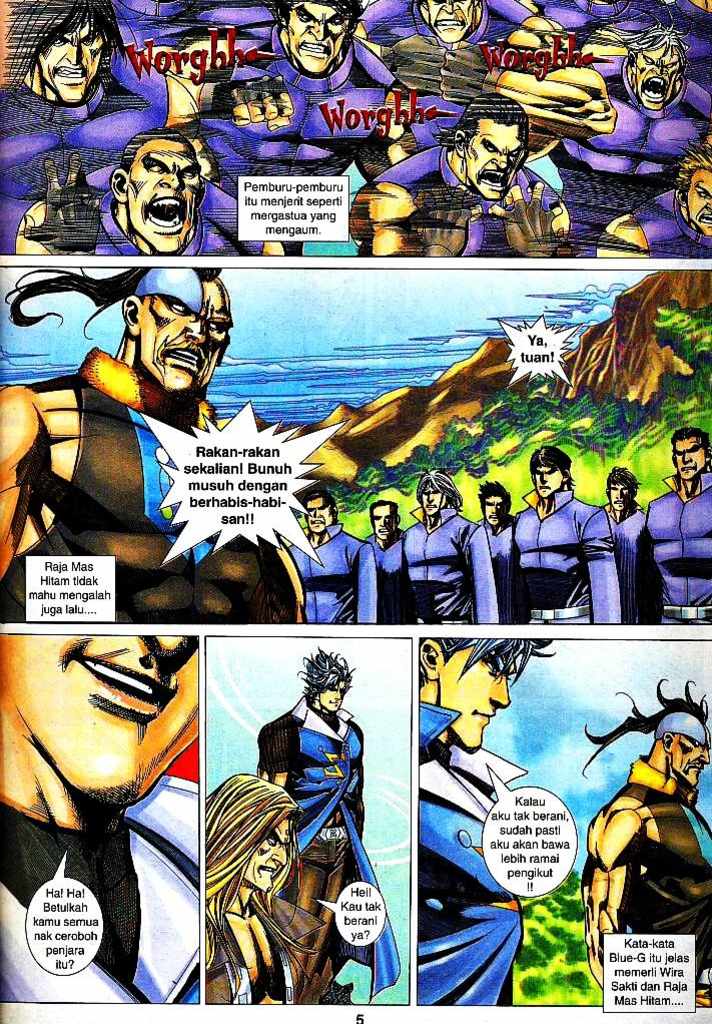 Worghh
Worghh
Worghh
Pemburu-pemburu
itu menjerit seperti
mergastua yang
mengaum.
Ya,
tuan!
Rakan-rakan
sekalian! Bunuh
musuh dengan
berhabis-habi-
san!!
Raja Mas
Hitam tidak
mahu mengalah
juga lalu....
Ha! Ha!
Betulkah
kamu semua
nak ceroboh
penjara
itu?
Hei!
Kau tak
berani
ya?
Kalau
aku tak berani,
sudah pasti
aku akan bawa
lebih ramai
pengikut
!!
Kata-kata
Blue-G itu jelas
memerli Wira
Sakti dan Raja
Mas Hitam....
5